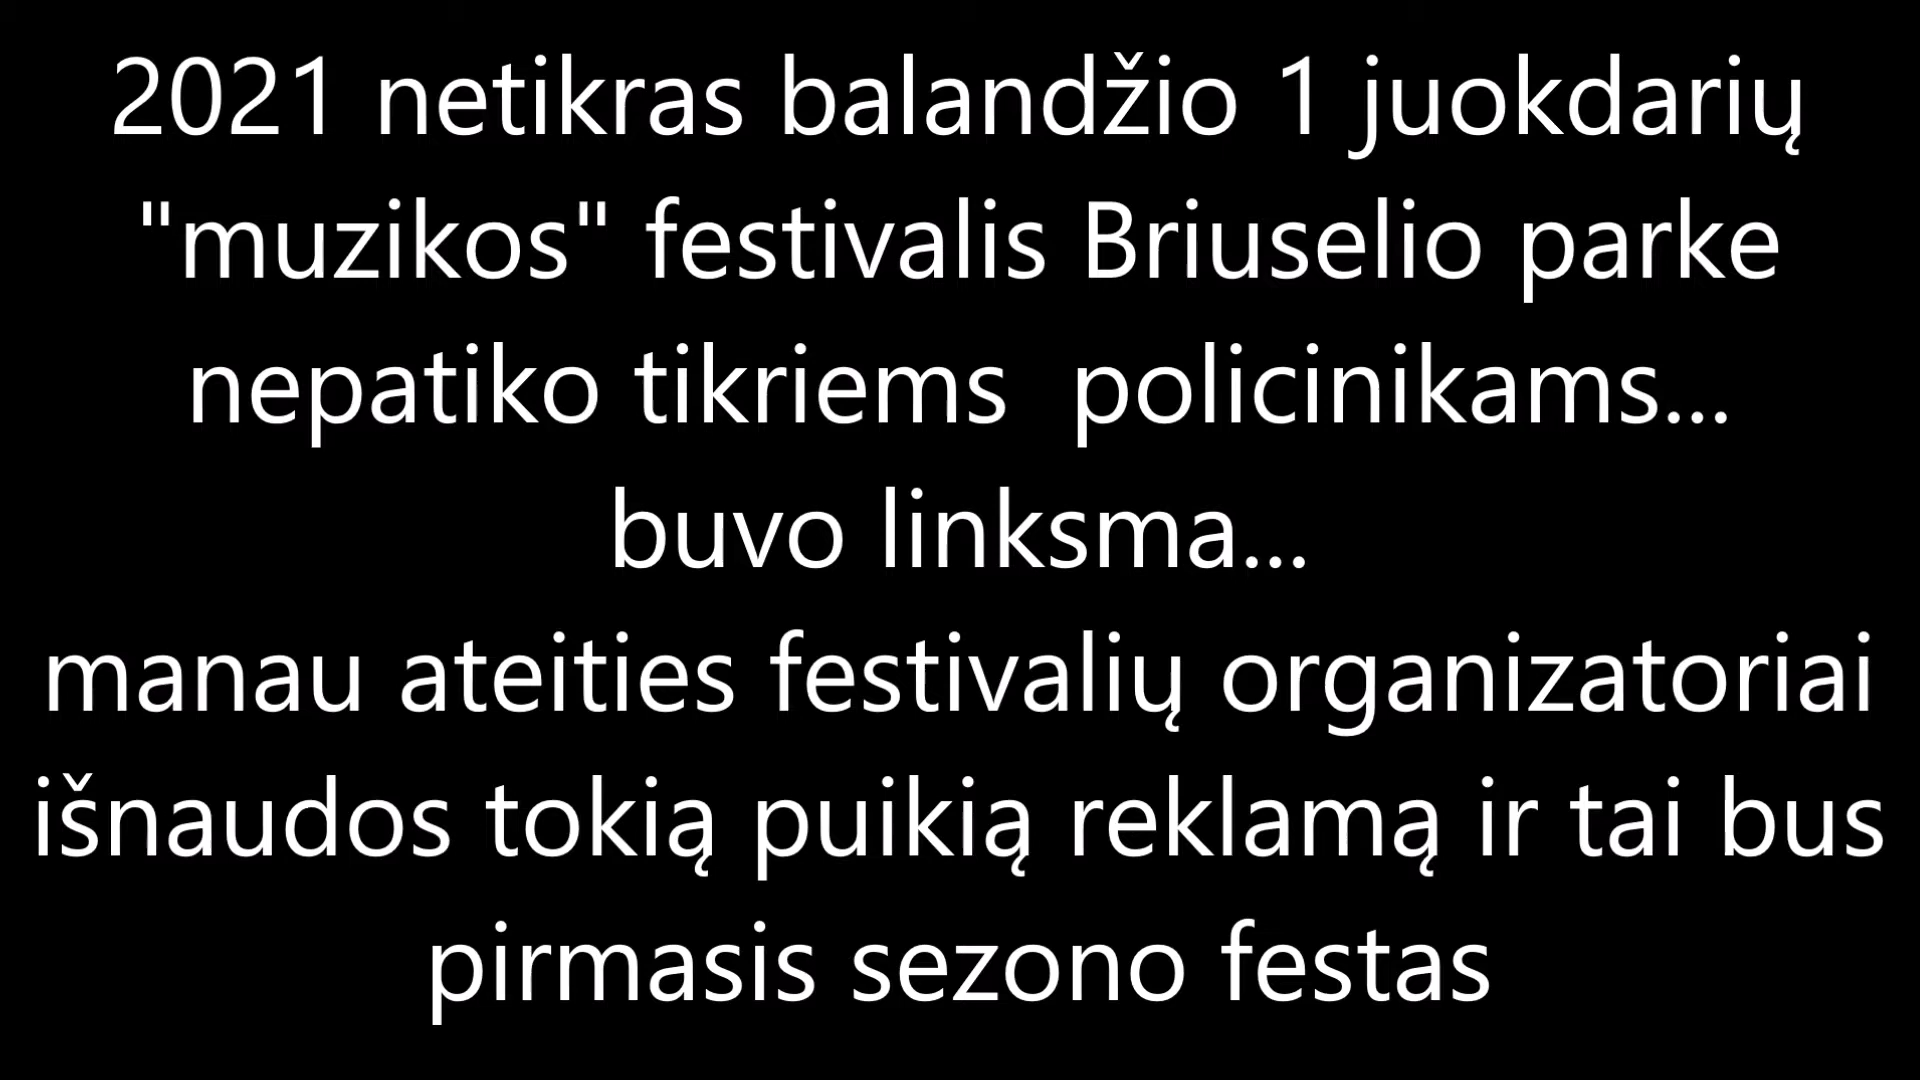 2021 netikras balandžio 1 juokdarių
"muzikos" festivalis Briuselio parke
nepatiko tikriems  policinikams...
buvo linksma...
manau ateities festivalių organizatoriai
išnaudos tokią puikią reklamą ir tai bus
pirmasis sezono festas